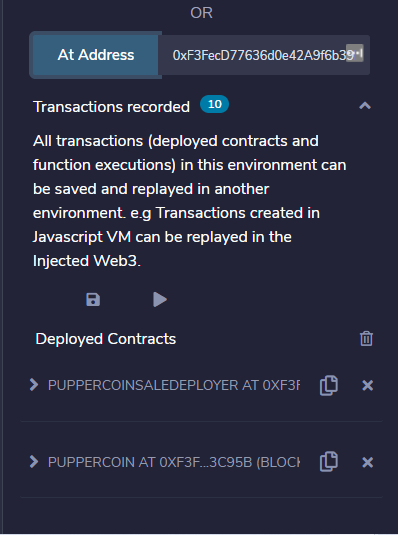 OR
At Address
0xF3FecD77636d0e42A9f6b39
Transactions recorded 10
All transactions (deployed contracts and
function executions) in this environment can
be saved and replayed in another
environment. e.g Transactions created in
Javascript VM can be replayed in the
Injected Web3.
Deployed Contracts
PUPPERCOINSALEDEPLOYER AT 0XF3F
PUPPERCOIN AT 0XF3F...3C95B (BLOCK